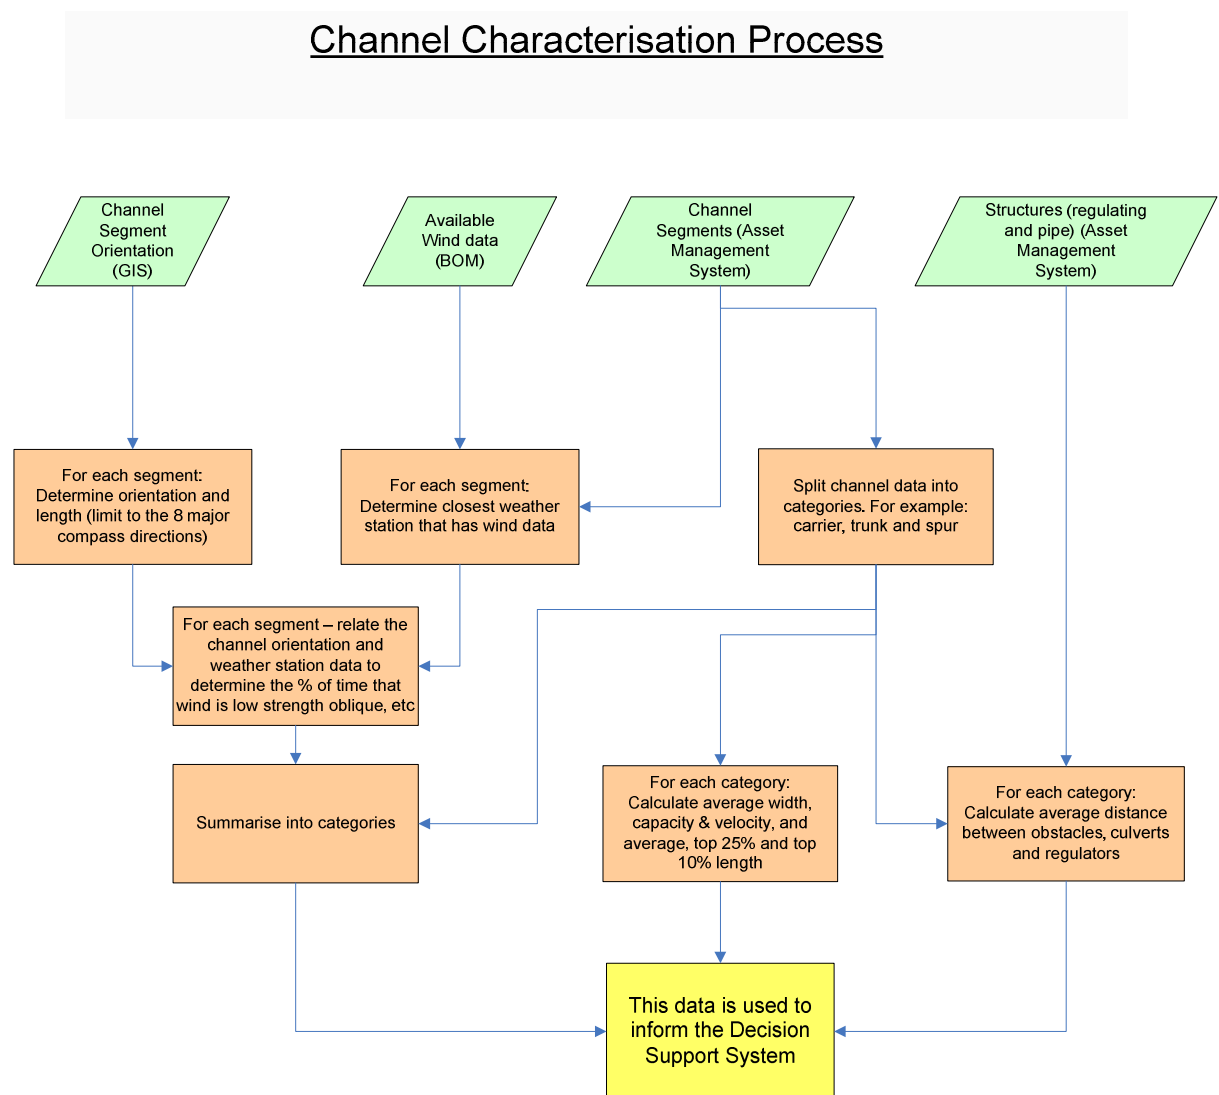 Channel Characterisation Process
Channel
Segment
Orientation
(GIS)
Available
Wind data
(BOM)
Channel
Segments (Asset
Management
System)
Structures (regulating
and pipe) (Asset
Management
System)
For each segment:
Determine orientation and
length (limit to the 8 major
compass directions)
For each segment:
Determine closest weather
station that has wind data
Split channel data into
categories. For example:
carrier, trunk and spur
For each segment – relate the
channel orientation and
weather station data to
determine the % of time that
wind is low strength oblique, etc
Summarise into categories
For each category:
Calculate average width,
capacity & velocity, and
average, top 25% and top
10% length
For each category:
Calculate average distance
between obstacles, culverts
and regulators
This data is used to
inform the Decision
Support System